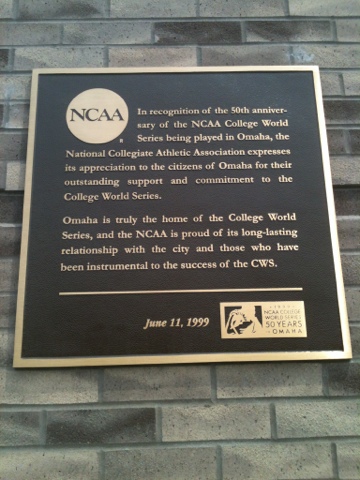 NCAA
®
In recognition of the 50th anniver-
sary of the NCAA College World
Series being played in Omaha, the
National Collegiate Athletic Association expresses
its appreciation to the citizens of Omaha for their
outstanding support and commitment to the
College World Series.
Omaha is truly the home of the College World
Series, and the NCAA is proud of its long-lasting
relationship with the city and those who have
been instrumental to the success of the CWS.
June 11, 1999
NCAA COLLEGE
WORLD SERIES
50 YEARS
OMAHA